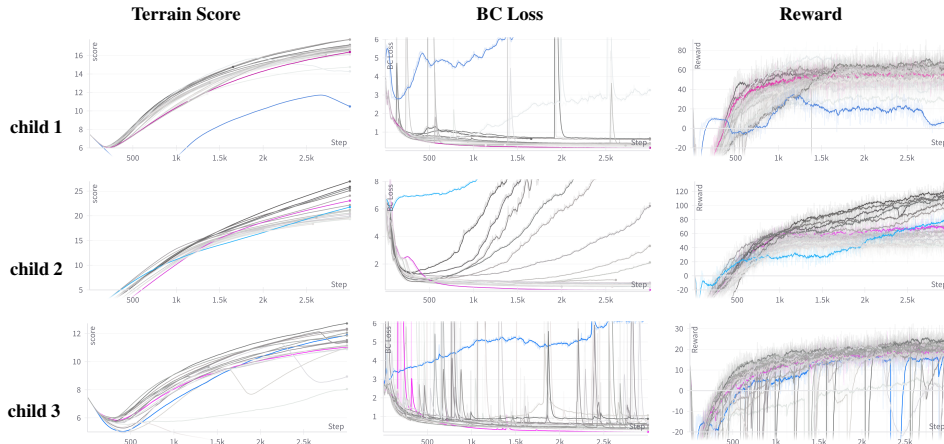 Terrain Score BC Loss Reward
child 1
score
16
14
12
10
8
6
500 1k 1.5k 2k 2.5k
Step
BC Loss
6
5
4
3
2
1
500 1k 1.5k 2k 2.5k
Step
Reward
80
60
40
20
0
-20
500 1k 1.5k 2k 2.5k
child 2
score
25
20
15
10
5
500 1k 1.5k 2k 2.5k
Step
BC Loss
8
6
4
2
500 1k 1.5k 2k 2.5k
Step
Reward
120
100
80
60
40
20
0
-20
500 1k 1.5k 2k 2.5k
child 3
score
12
10
8
6
500 1k 1.5k 2k 2.5k
Step
BC Loss
6
5
4
3
2
1
500 1k 1.5k 2k 2.5k
Step
Reward
30
20
10
0
-10
-20
500 1k 1.5k 2k 2.5k